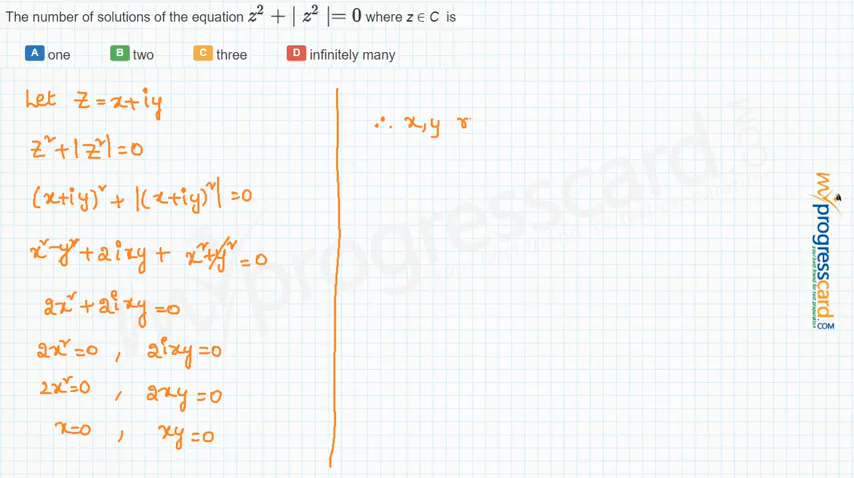 The number of solutions of the equation z² + | z² |= 0 where z ∈ C is
A one B two C three D infinitely many
Let z = x+iy
z² + |z²| = 0
(x+iy)² + |(x+iy)²| = 0
x² - y² + 2ixy + x² + y² = 0
2x² + 2ixy = 0
2x² = 0 , 2ixy = 0
2x² = 0 , 2xy = 0
x = 0 , xy = 0
∴ x, y
myprogresscard
.COM